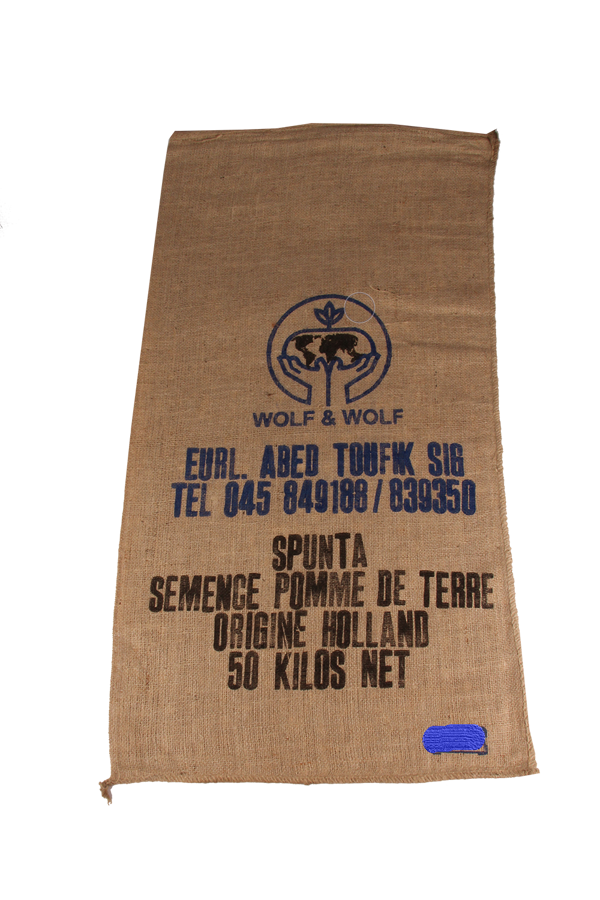 WOLF & WOLF
EURL. ABED TOUFIK SIG
TEL 045 849188 / 839350
SPUNTA
SEMENCE POMME DE TERRE
ORIGINE HOLLAND
50 KILOS NET